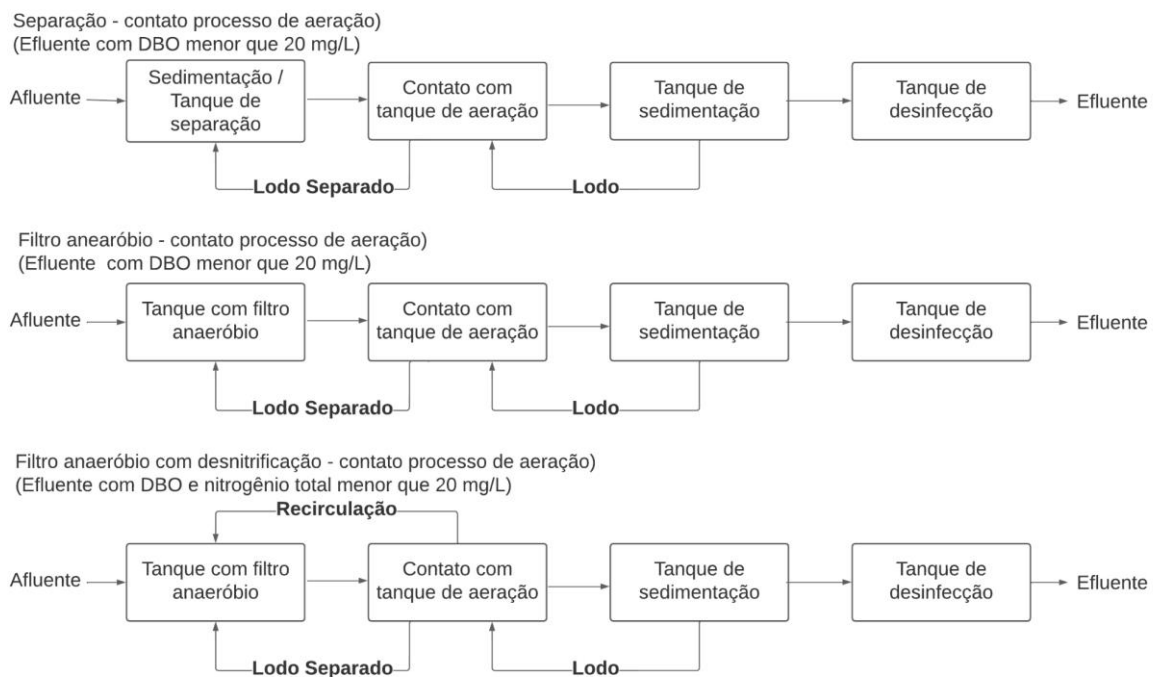 Separação - contato processo de aeração)
(Efluente com DBO menor que 20 mg/L)
Afluente
Sedimentação /
Tanque de
separação
Contato com
tanque de aeração
Tanque de
sedimentação
Tanque de
desinfecção
Efluente
Lodo Separado
Lodo
Filtro anearóbio - contato processo de aeração)
(Efluente com DBO menor que 20 mg/L)
Afluente
Tanque com filtro
anaeróbio
Contato com
tanque de aeração
Tanque de
sedimentação
Tanque de
desinfecção
Efluente
Lodo Separado
Lodo
Filtro anaeróbio com desnitrificação - contato processo de aeração)
(Efluente com DBO e nitrogênio total menor que 20 mg/L)
Recirculação
Afluente
Tanque com filtro
anaeróbio
Contato com
tanque de aeração
Tanque de
sedimentação
Tanque de
desinfecção
Efluente
Lodo Separado
Lodo